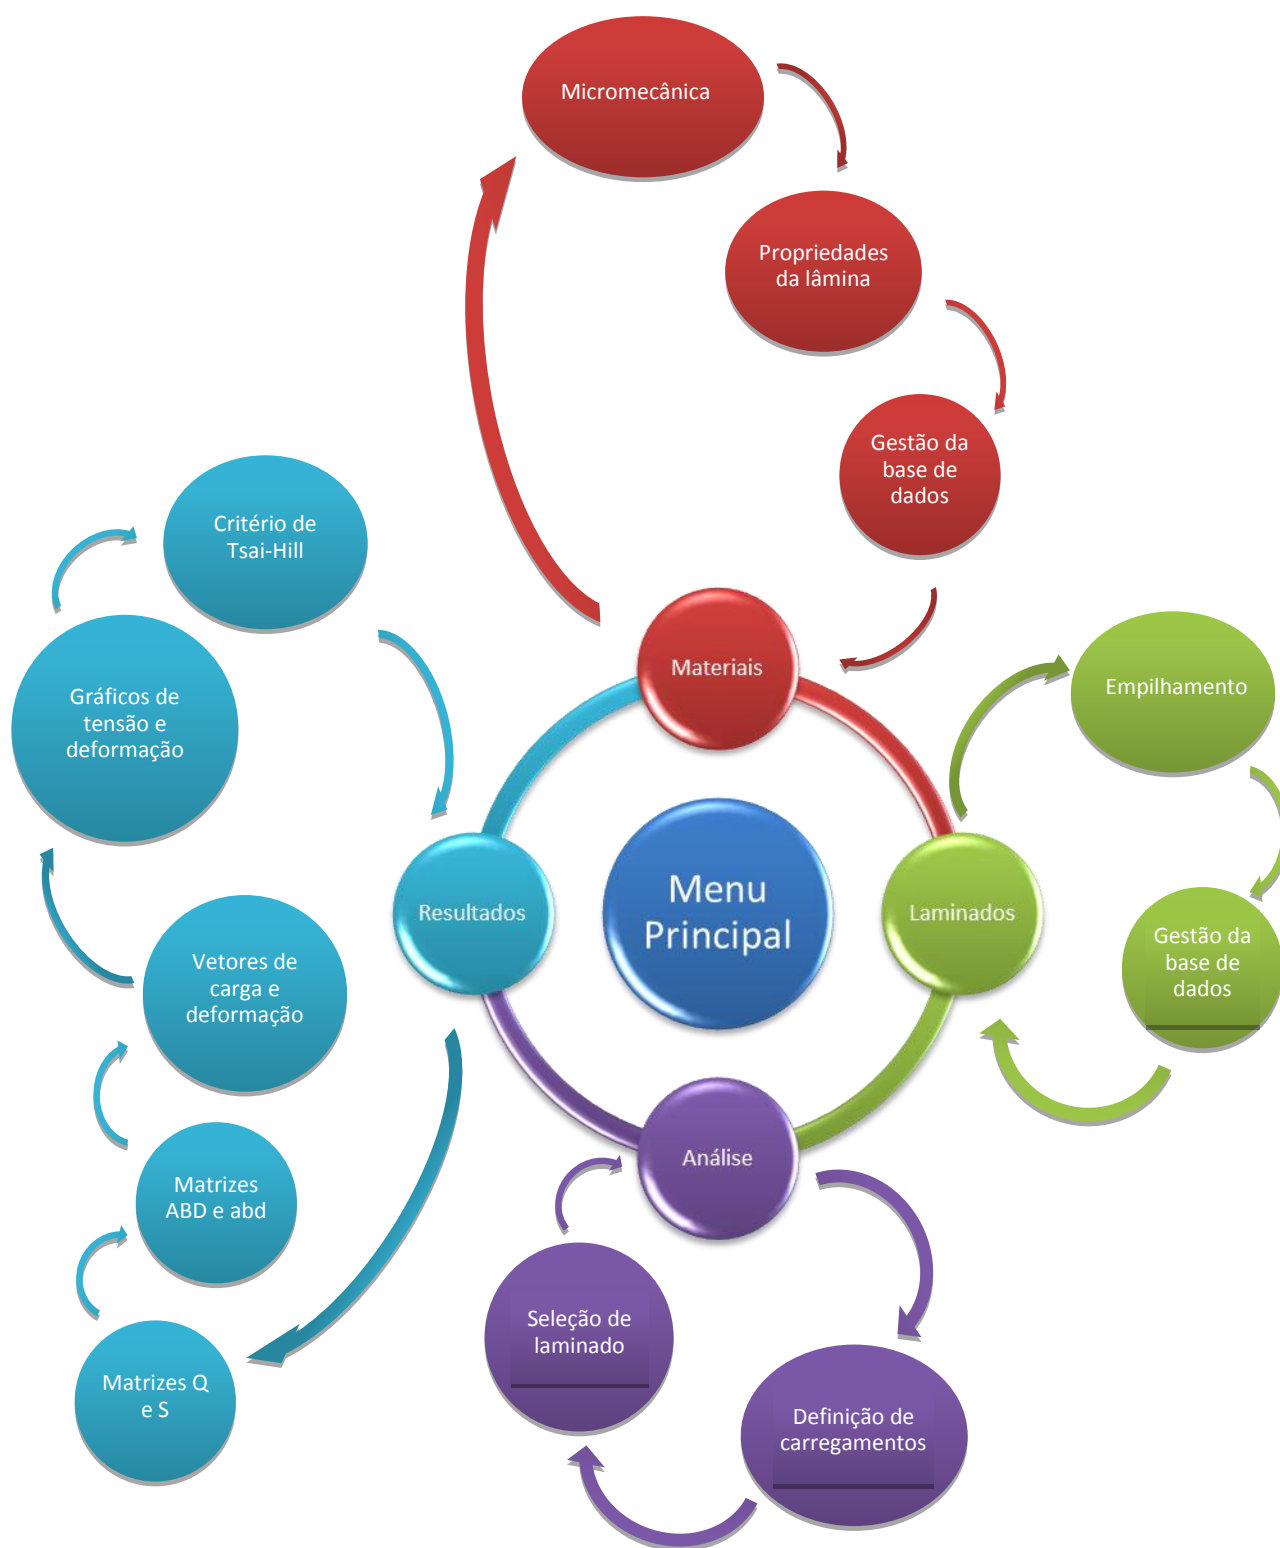 Micromecânica
Propriedades
da lâmina
Gestão da
base de
dados
Critério de
Tsai-Hill
Materiais
Gráficos de
tensão e
deformação
Empilhamento
Menu
Principal
Resultados
Laminados
Vetores de
carga e
deformação
Gestão da
base de
dados
Análise
Matrizes
ABD e abd
Seleção de
laminado
Matrizes Q
e S
Definição de
carregamentos